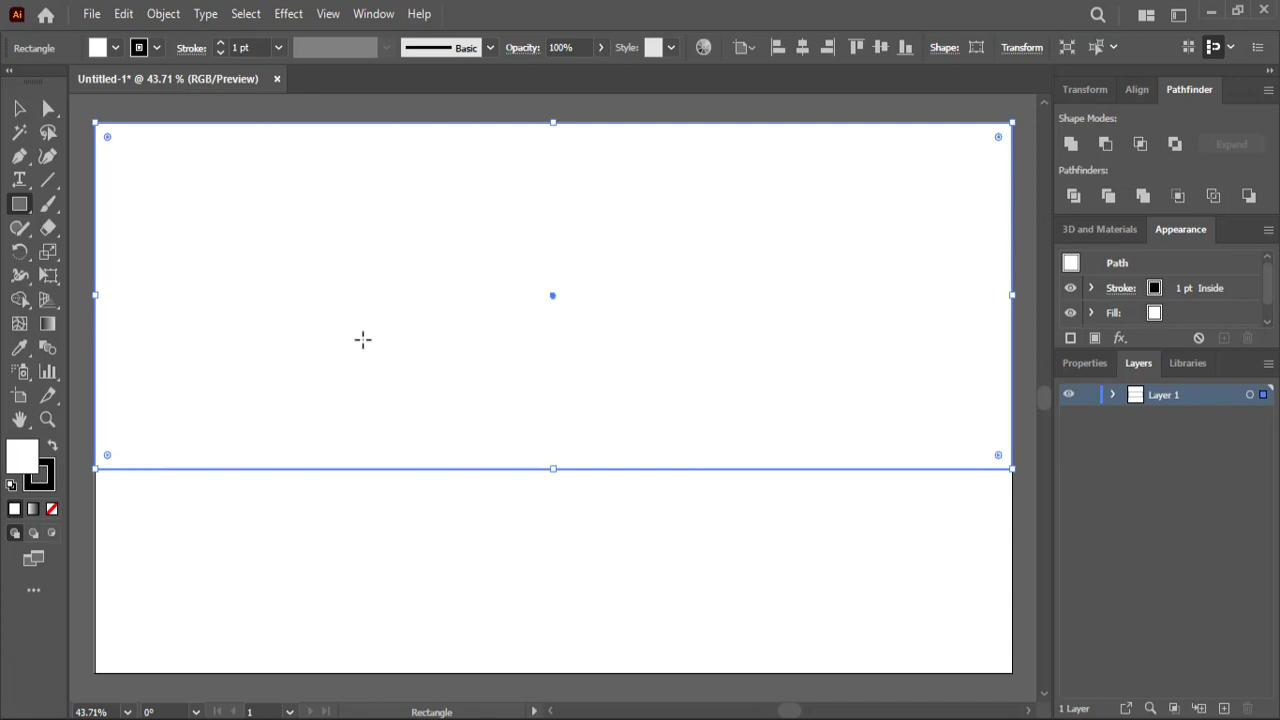 Ai File Edit Object Type Select Effect View Window Help
Rectangle Stroke: 1 pt Basic Opacity: 100% Style: Shape: Transform
Untitled-1* @ 43.71 % (RGB/Preview) ×
Transform Align Pathfinder
Shape Modes:
Expand
Pathfinders:
3D and Materials Appearance
Path
Stroke: 1 pt Inside
Fill:
fx.
Properties Layers Libraries
Layer 1
43.71% 0° 1 Rectangle 1 Layer